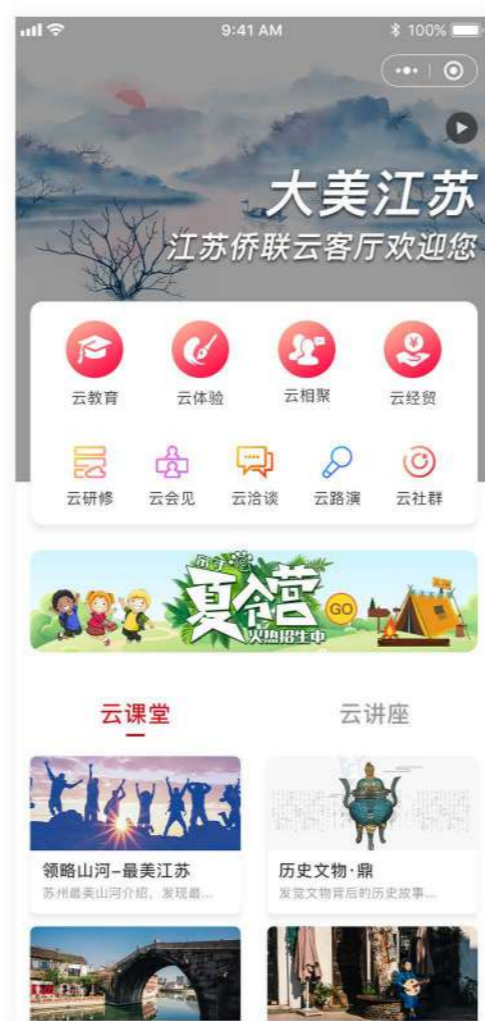 9:41 AM
100%
大美江苏
江苏侨联云客厅欢迎您
云教育
云体验
云相聚
云经贸
云研修
云会见
云洽谈
云路演
云社群
亲子
夏令营
GO
火热招生中
云课堂
云讲座
领略山河–最美江苏
苏州最美山河介绍，发现最...
历史文物·鼎
发觉文物背后的历史故事...